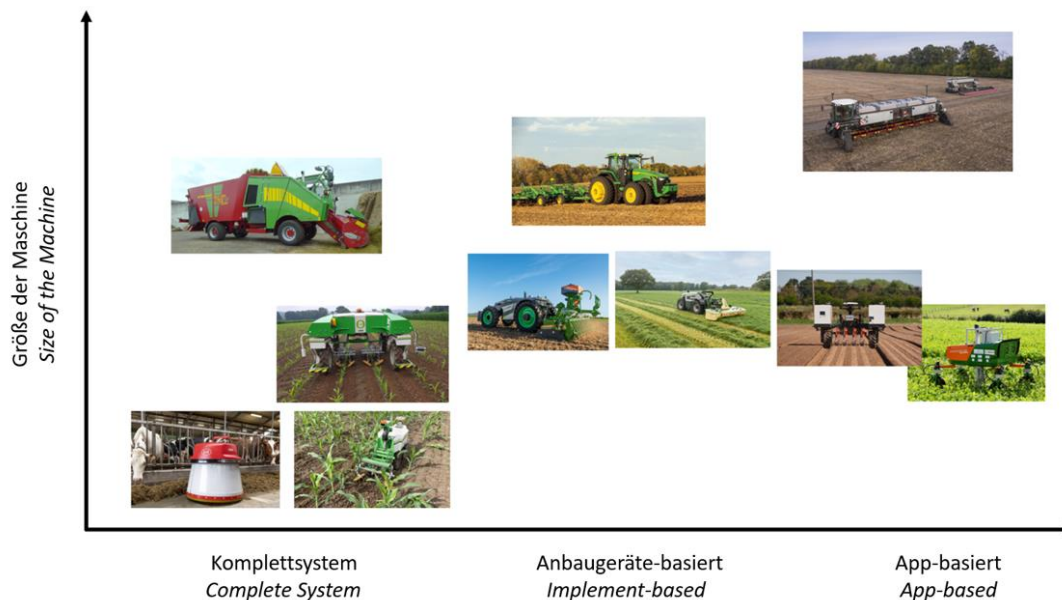 Größe der Maschine
Size of the Machine
Komplettsystem
Complete System
Anbaugeräte-basiert
Implement-based
App-basiert
App-based